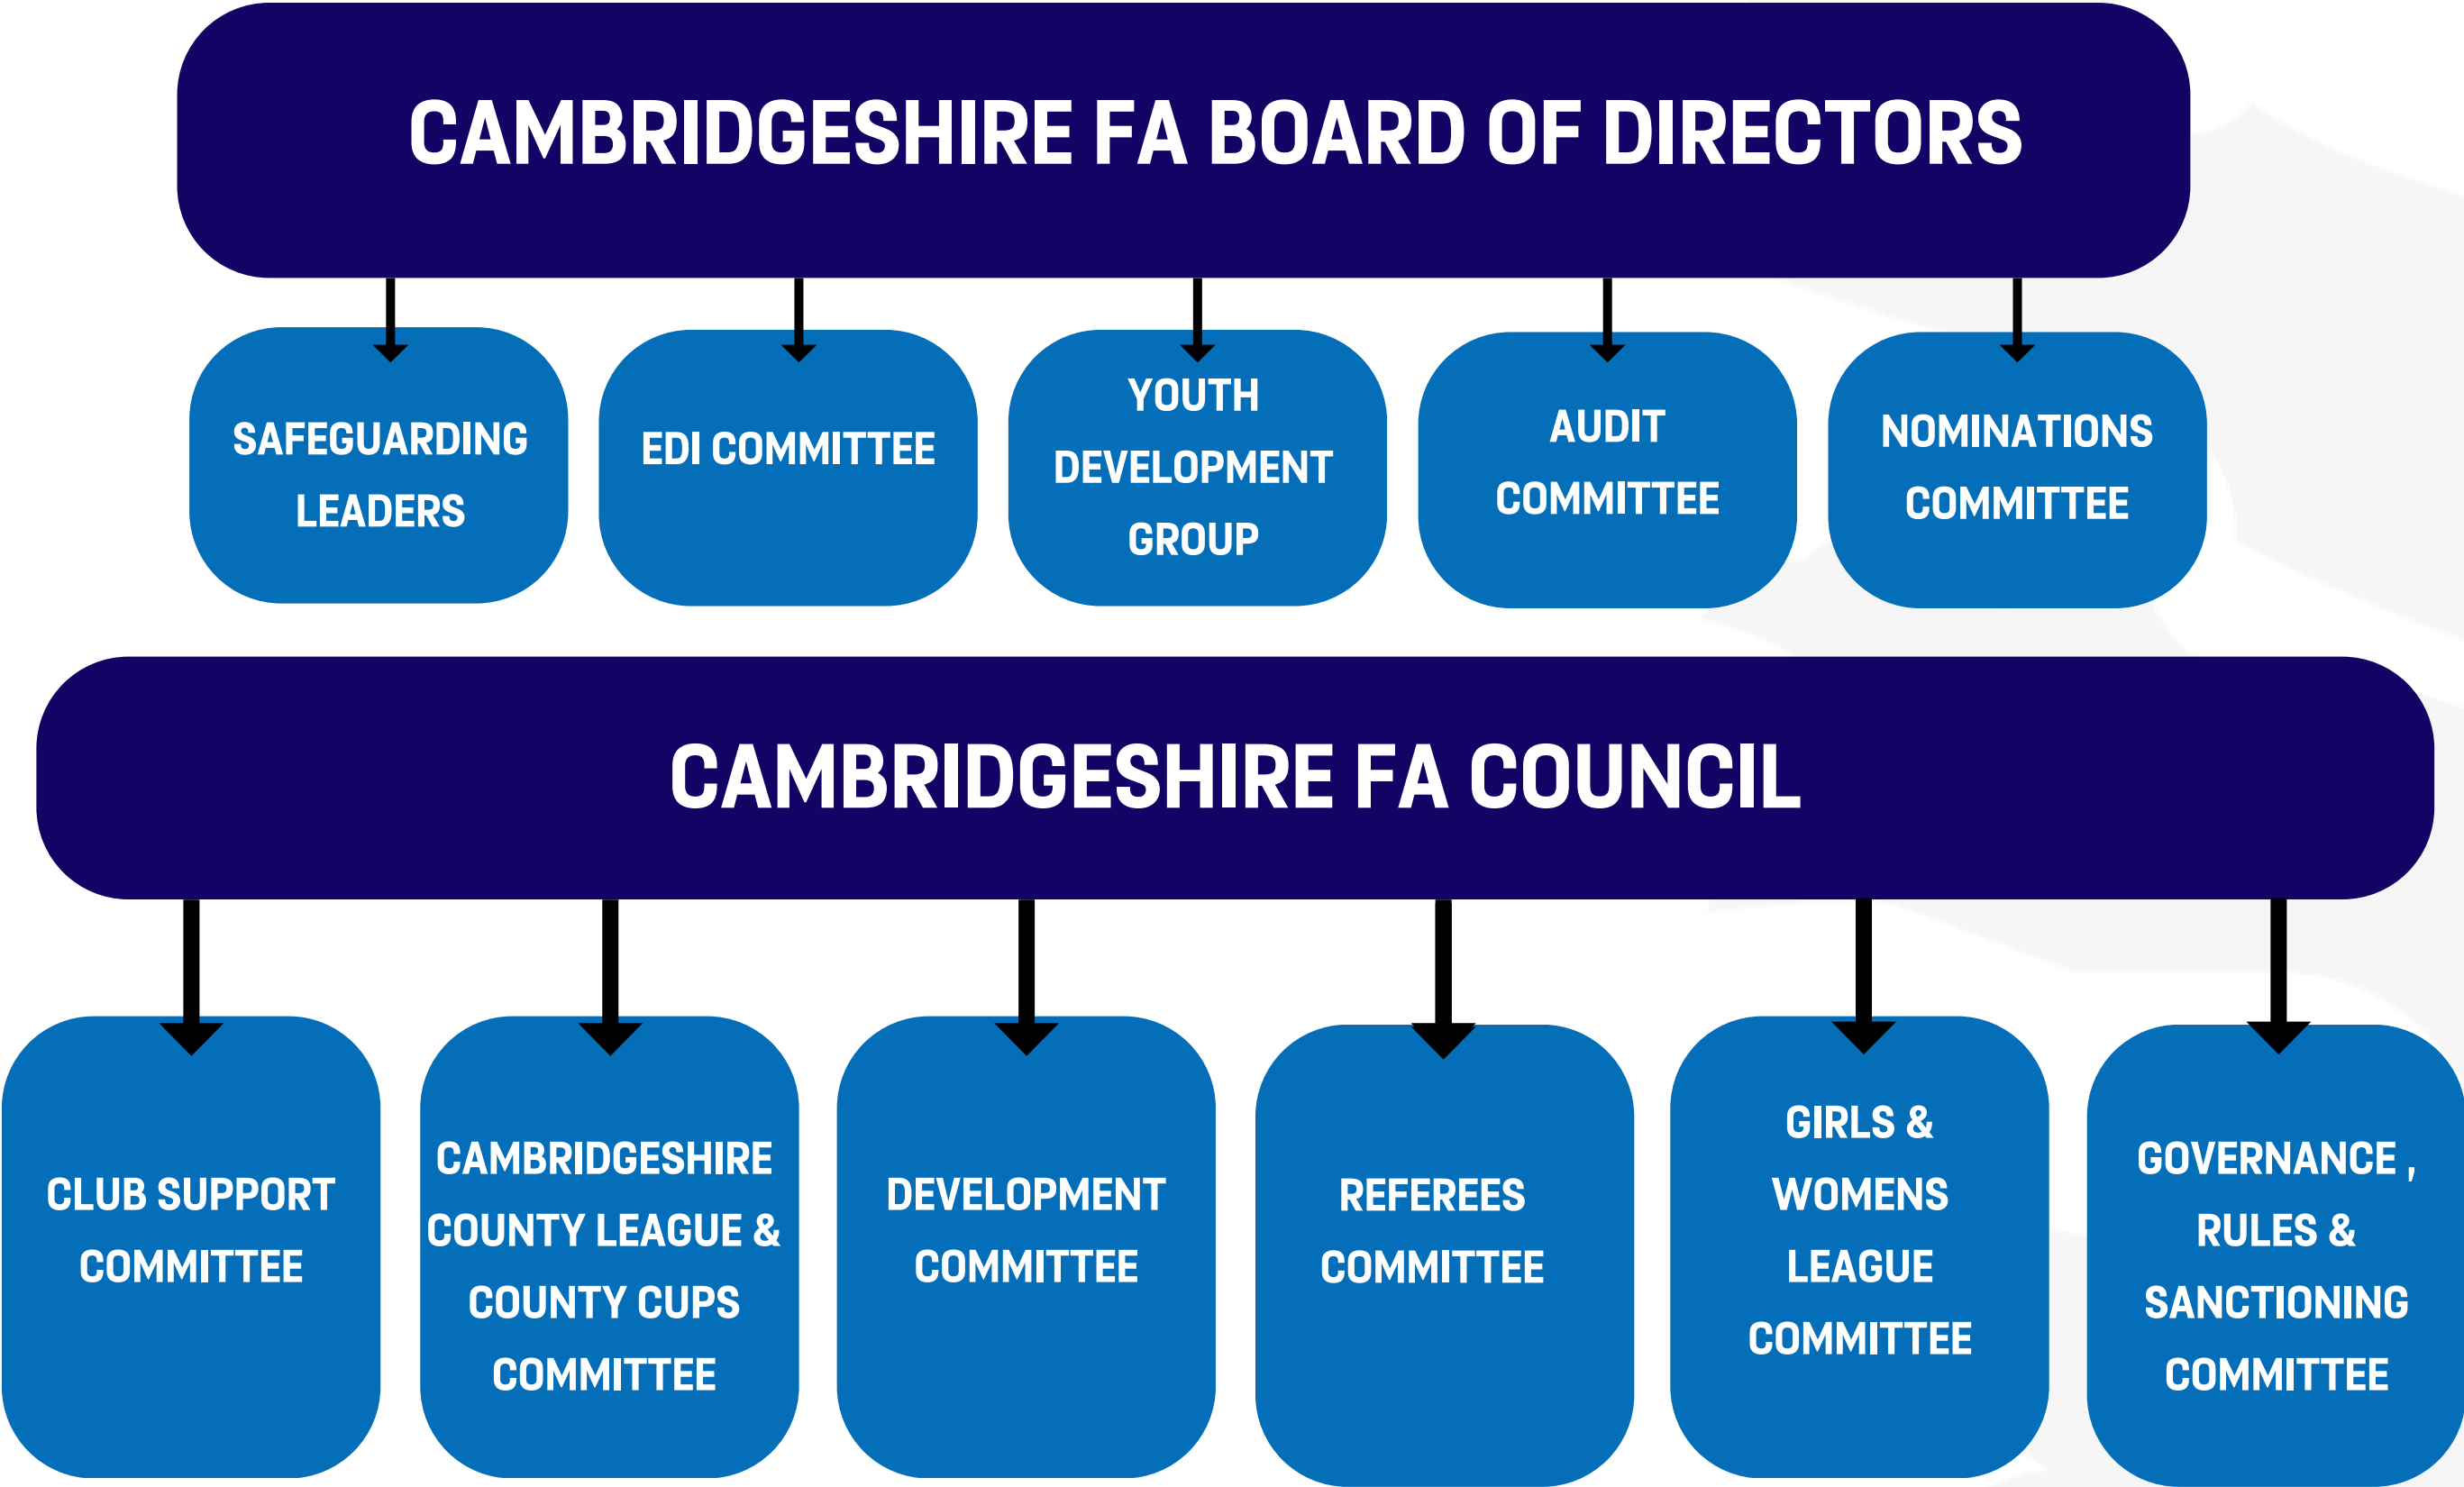 CAMBRIDGESHIRE FA BOARD OF DIRECTORS
SAFEGUARDING
LEADERS
EDI COMMITTEE
YOUTH
DEVELOPMENT
GROUP
AUDIT
COMMITTEE
NOMINATIONS
COMMITTEE
CAMBRIDGESHIRE FA COUNCIL
CLUB SUPPORT
COMMITTEE
CAMBRIDGESHIRE
COUNTY LEAGUE &
COUNTY CUPS
COMMITTEE
DEVELOPMENT
COMMITTEE
REFEREES
COMMITTEE
GIRLS &
WOMENS
LEAGUE
COMMITTEE
GOVERNANCE ,
RULES &
SANCTIONING
COMMITTEE